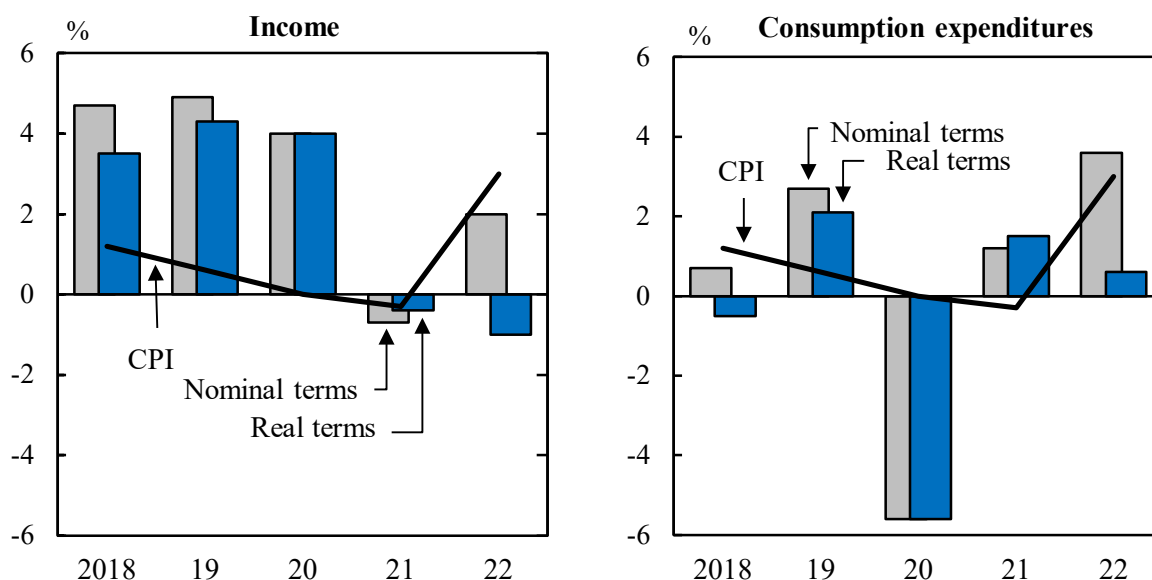 Income
%
6
4
2
0
-2
-4
-6
CPI
Nominal terms
Real terms
2018 19 20 21 22
Consumption expenditures
%
6
4
2
0
-2
-4
-6
Nominal terms
Real terms
CPI
2018 19 20 21 22